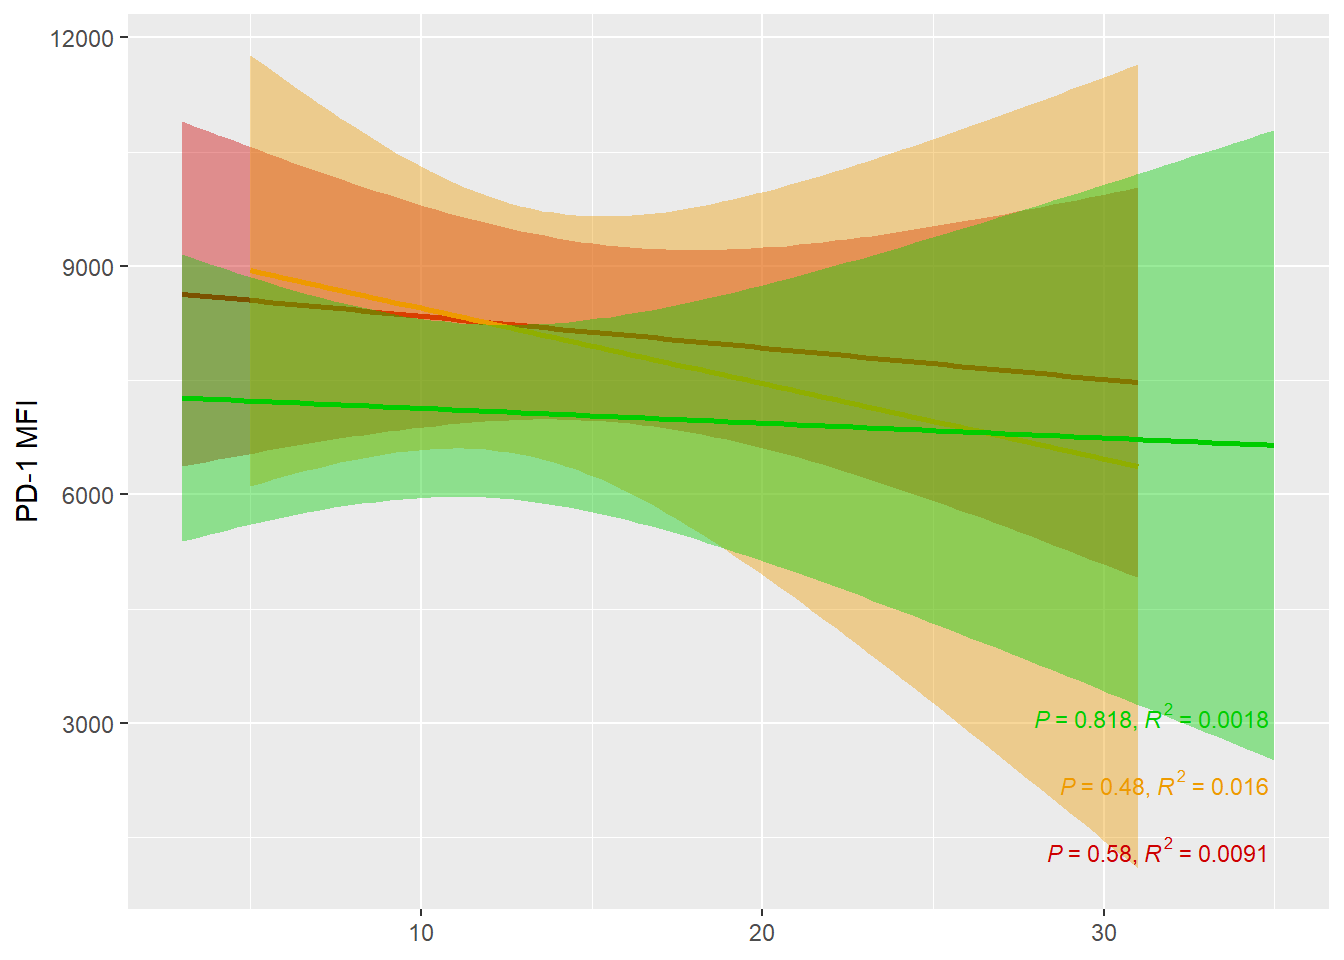 12000
9000
6000
3000
PD-1 MFI
P = 0.818, R² = 0.0018
P = 0.48, R² = 0.016
P = 0.58, R² = 0.0091
10 20 30